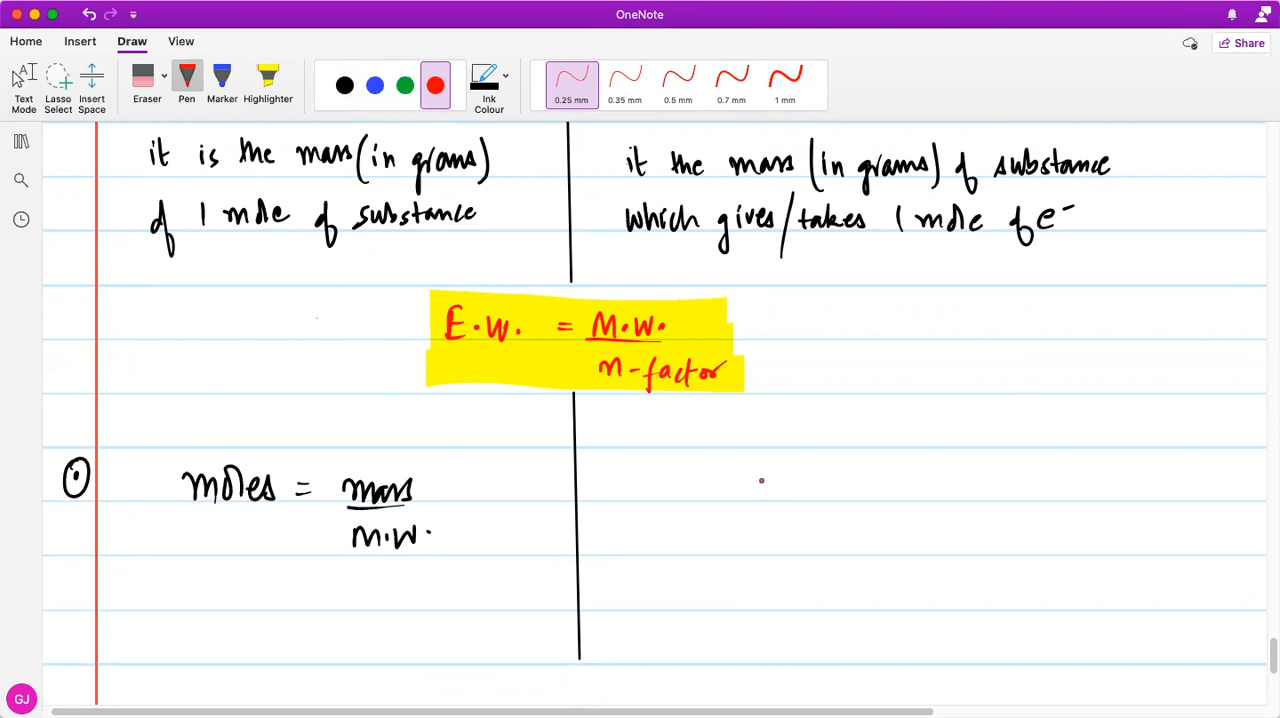 OneNote
Home Insert Draw View
Share
Text Mode
Lasso Select
Insert Space
Eraser
Pen
Marker
Highlighter
Ink Colour
0.25 mm
0.35 mm
0.5 mm
0.7 mm
1 mm
it is the mass (in grams)
of 1 mole of substance
it the mass (in grams) of substance
which gives/takes 1 mole of e⁻
E.W. = M.W.
n-factor
moles = mass
M.W.
GJ